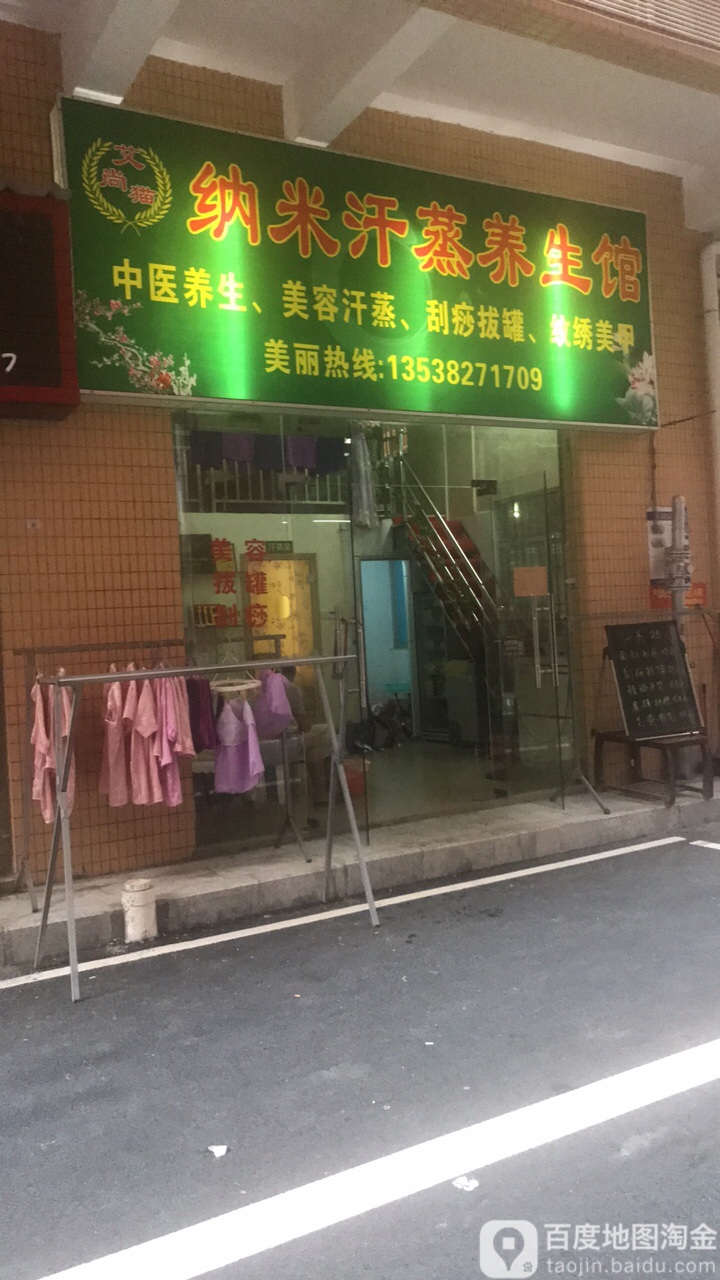 艾
尚猫
纳米汗蒸养生馆
中医养生、美容汗蒸、刮痧拔罐、纹绣美甲
美丽热线:13538271709
7
美容
拔罐
刮痧
百度地图淘金
taojin.baidu.com